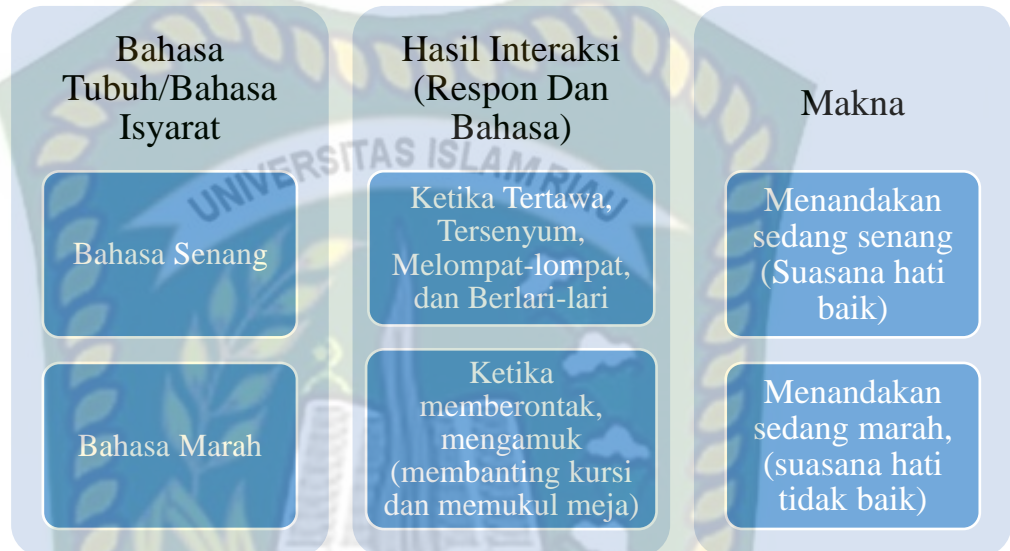 Bahasa
Tubuh/Bahasa
Isyarat
Hasil Interaksi
(Respon Dan
Bahasa)
Makna
UNIVERSITAS ISLAM RIAU
Bahasa Senang
Ketika Tertawa,
Tersenyum,
Melompat-lompat,
dan Berlari-lari
Menandakan
sedang senang
(Suasana hati
baik)
Bahasa Marah
Ketika
memberontak,
mengamuk
(membanting kursi
dan memukul meja)
Menandakan
sedang marah,
(suasana hati
tidak baik)